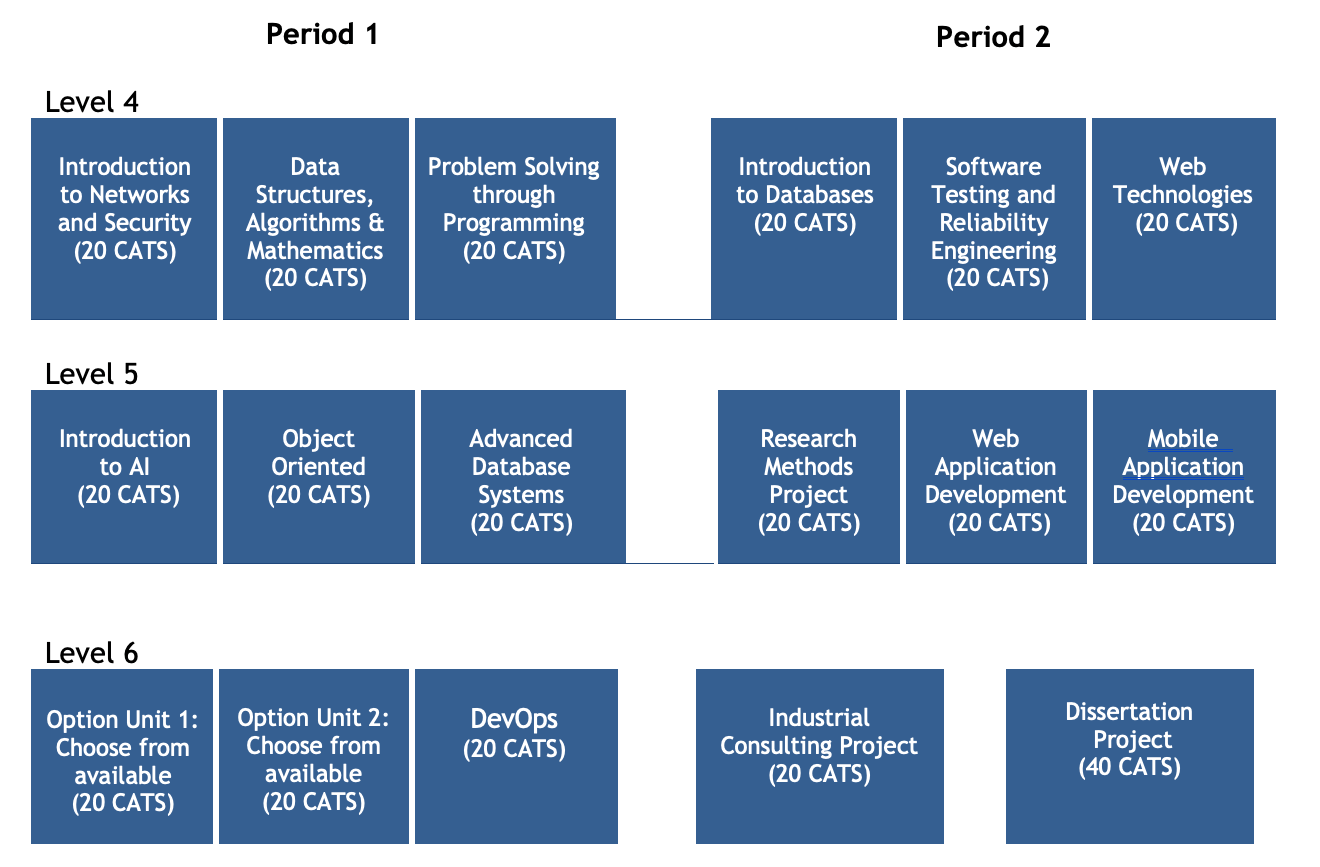 Period 1
Period 2
Level 4
Introduction
to Networks
and Security
(20 CATS)
Data
Structures,
Algorithms &
Mathematics
(20 CATS)
Problem Solving
through
Programming
(20 CATS)
Introduction
to Databases
(20 CATS)
Software
Testing and
Reliability
Engineering
(20 CATS)
Web
Technologies
(20 CATS)
Level 5
Introduction
to AI
(20 CATS)
Object
Oriented
(20 CATS)
Advanced
Database
Systems
(20 CATS)
Research
Methods
Project
(20 CATS)
Web
Application
Development
(20 CATS)
Mobile
Application
Development
(20 CATS)
Level 6
Option Unit 1:
Choose from
available
(20 CATS)
Option Unit 2:
Choose from
available
(20 CATS)
DevOps
(20 CATS)
Industrial
Consulting Project
(20 CATS)
Dissertation
Project
(40 CATS)